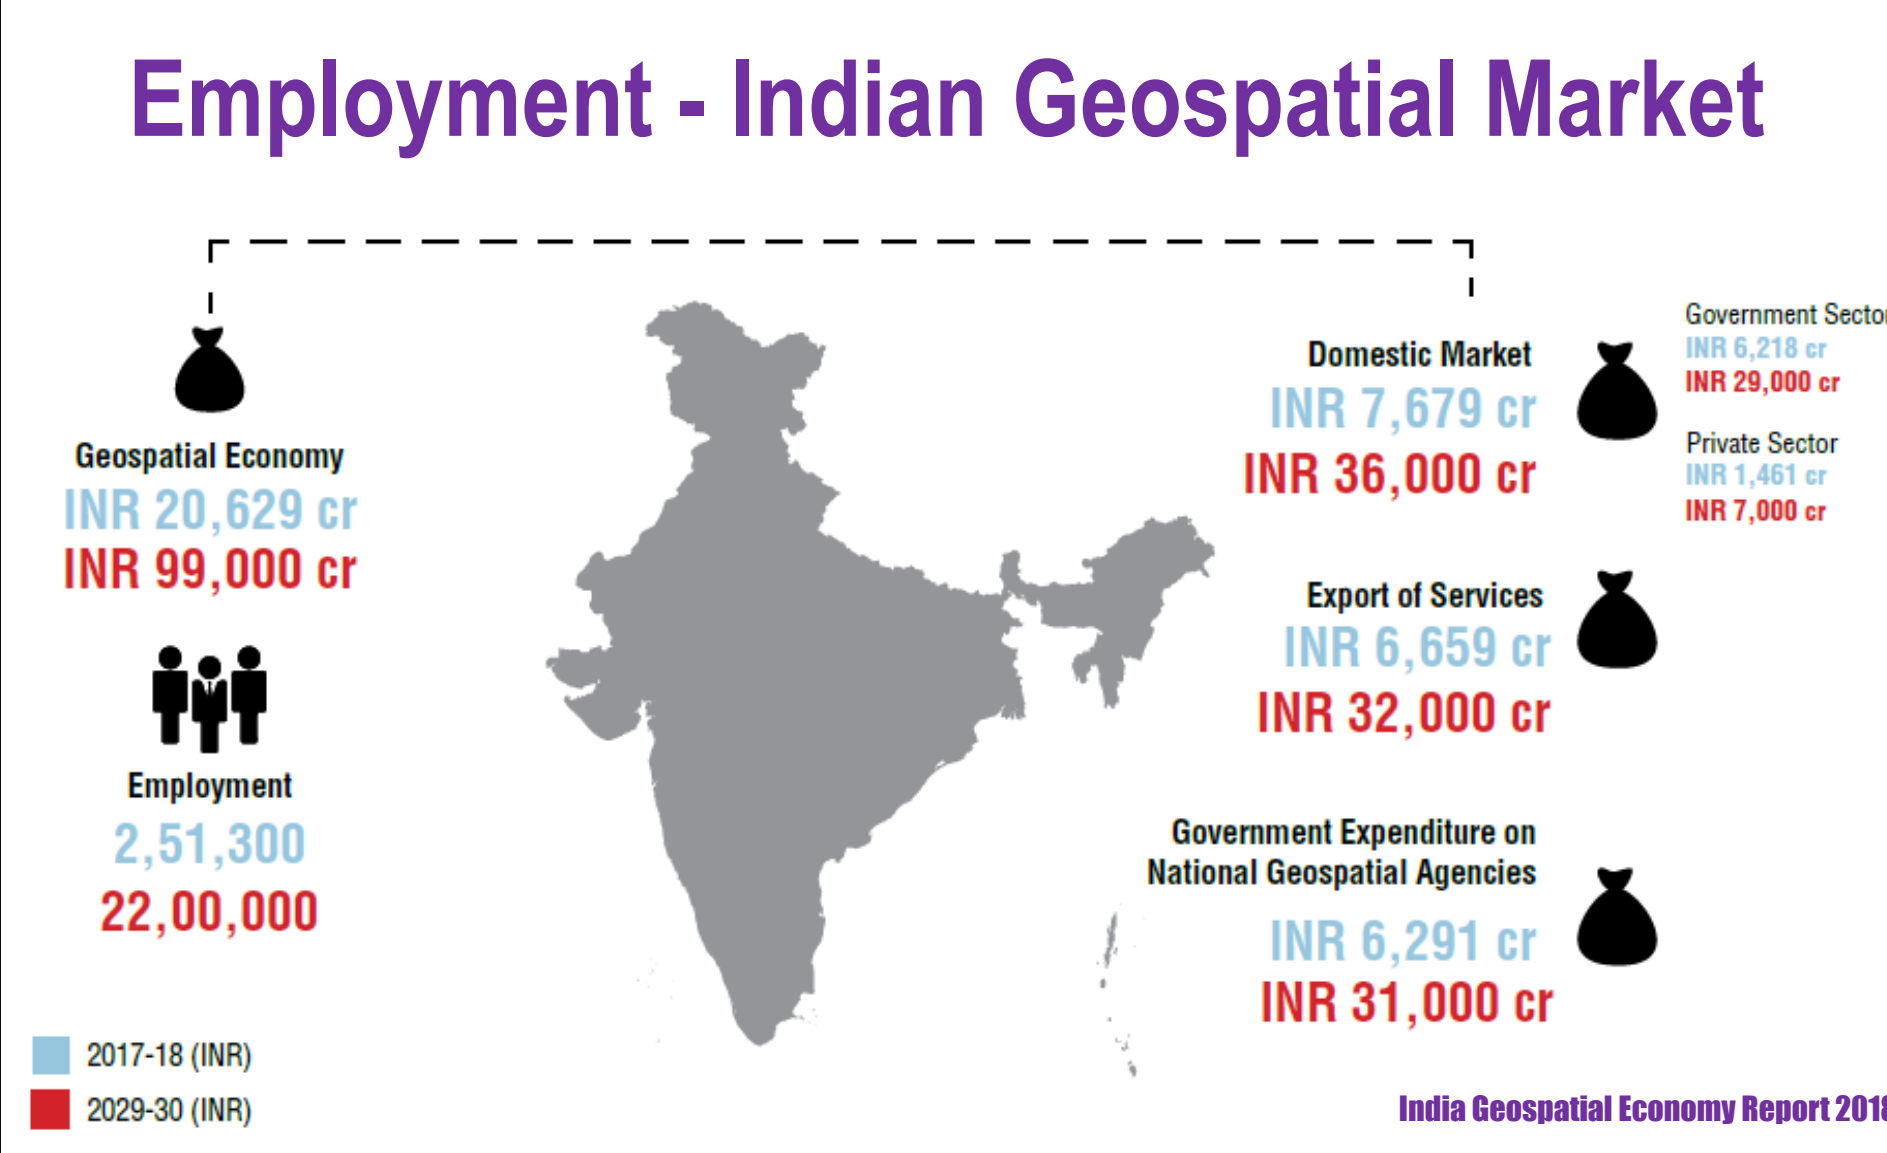 Employment - Indian Geospatial Market
Geospatial Economy
INR 20,629 cr
INR 99,000 cr
Employment
2,51,300
22,00,000
2017-18 (INR)
2029-30 (INR)
Domestic Market
INR 7,679 cr
INR 36,000 cr
Government Sector
INR 6,218 cr
INR 29,000 cr
Private Sector
INR 1,461 cr
INR 7,000 cr
Export of Services
INR 6,659 cr
INR 32,000 cr
Government Expenditure on
National Geospatial Agencies
INR 6,291 cr
INR 31,000 cr
India Geospatial Economy Report 2018